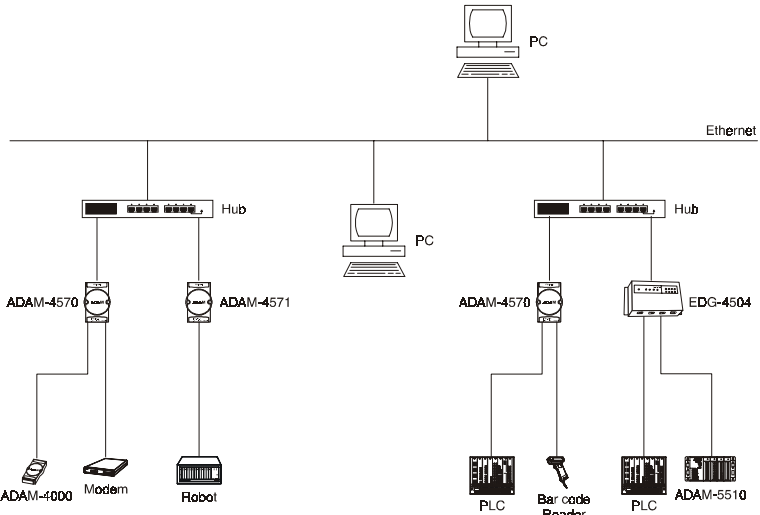 PC
Ethernet
Hub
PC
Hub
ADAM-4570
ADAM-4571
ADAM-4570
EDG-4504
ADAM-4000
Modem
Robot
PLC
Bar code
Reader
PLC
ADAM-5510